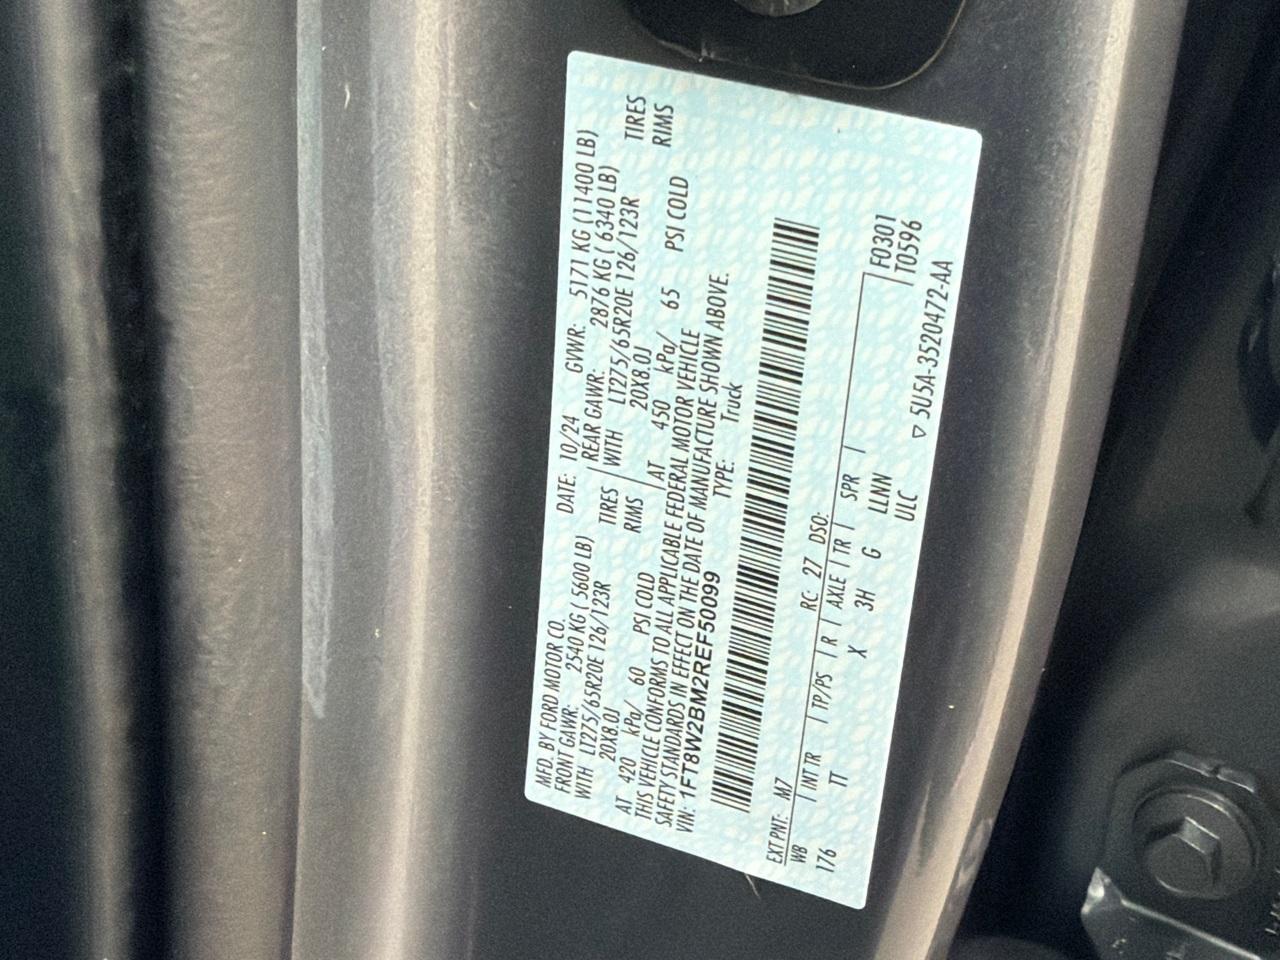 MFD. BY FORD MOTOR CO.
DATE: 10/24 GVWR: 5171 KG (11400 LB)
FRONT GAWR: 2540 KG ( 5600 LB) REAR GAWR: 2876 KG ( 6340 LB)
WITH LT275/65R20E 126/123R TIRES WITH LT275/65R20E 126/123R TIRES
20X8.0J RIMS 20X8.0J RIMS
AT 420 kPa/ 60 PSI COLD AT 450 kPa/ 65 PSI COLD
THIS VEHICLE CONFORMS TO ALL APPLICABLE FEDERAL MOTOR VEHICLE
SAFETY STANDARDS IN EFFECT ON THE DATE OF MANUFACTURE SHOWN ABOVE.
VIN: 1FT8W2BM2REF50099 TYPE: Truck
EXT PNT: M7 RC: 27 DSO:
WB INT TR TP/PS R AXLE TR SPR
176 TT X 3H G LLNN F0301
ULC T0596
▽ 5U5A-3520472-AA